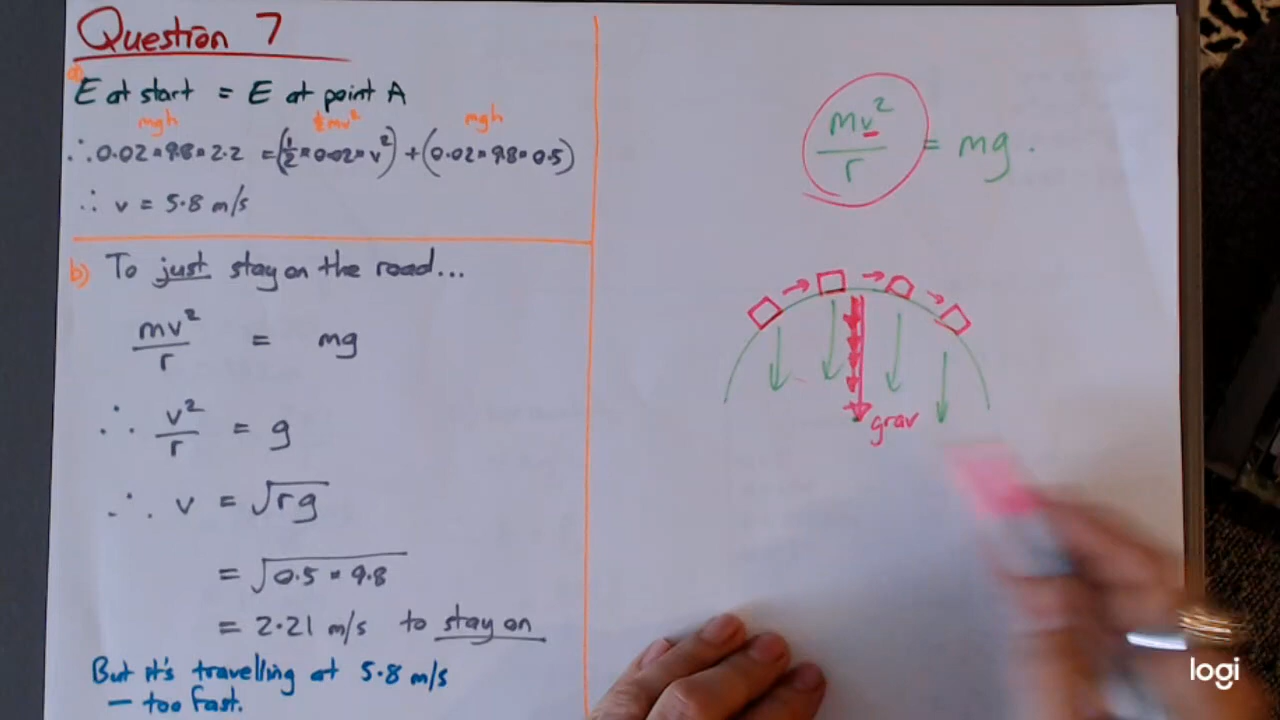 Question 7
a)
E at start = E at point A
mgh ½mv² mgh
∴ 0.02 × 9.8 × 2.2 = (½ × 0.02 × v²) + (0.02 × 9.8 × 0.5)
∴ v = 5.8 m/s
b) To just stay on the road...
mv²/r = mg
∴ v²/r = g
∴ v = √rg
= √0.5 × 9.8
= 2.21 m/s to stay on
But it's travelling at 5.8 m/s
– too fast.
mv²/r = mg.
grav
logi